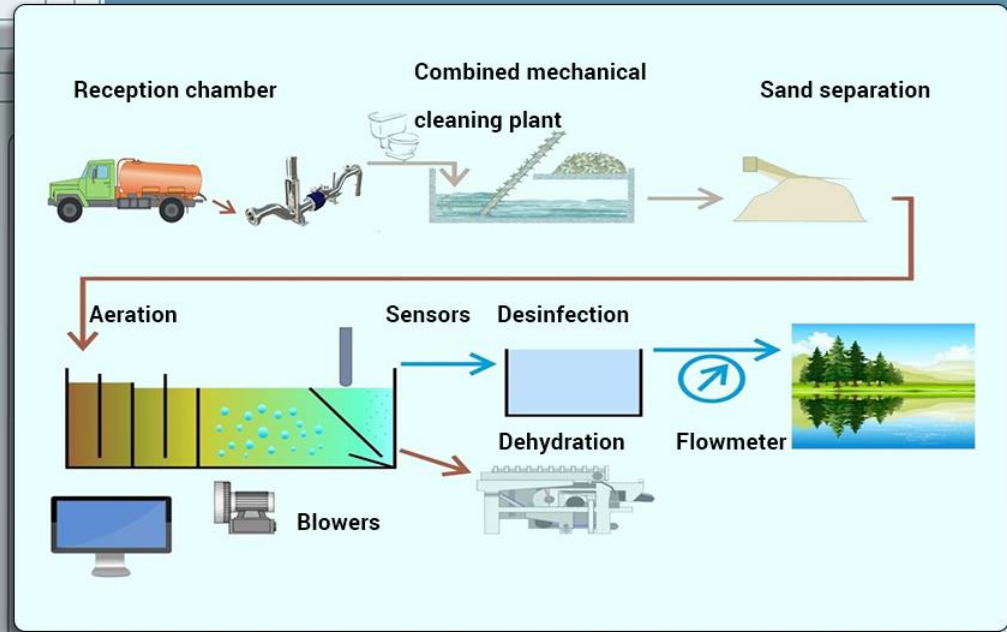 Reception chamber
Combined mechanical
cleaning plant
Sand separation
Aeration
Sensors
Desinfection
Dehydration
Flowmeter
Blowers